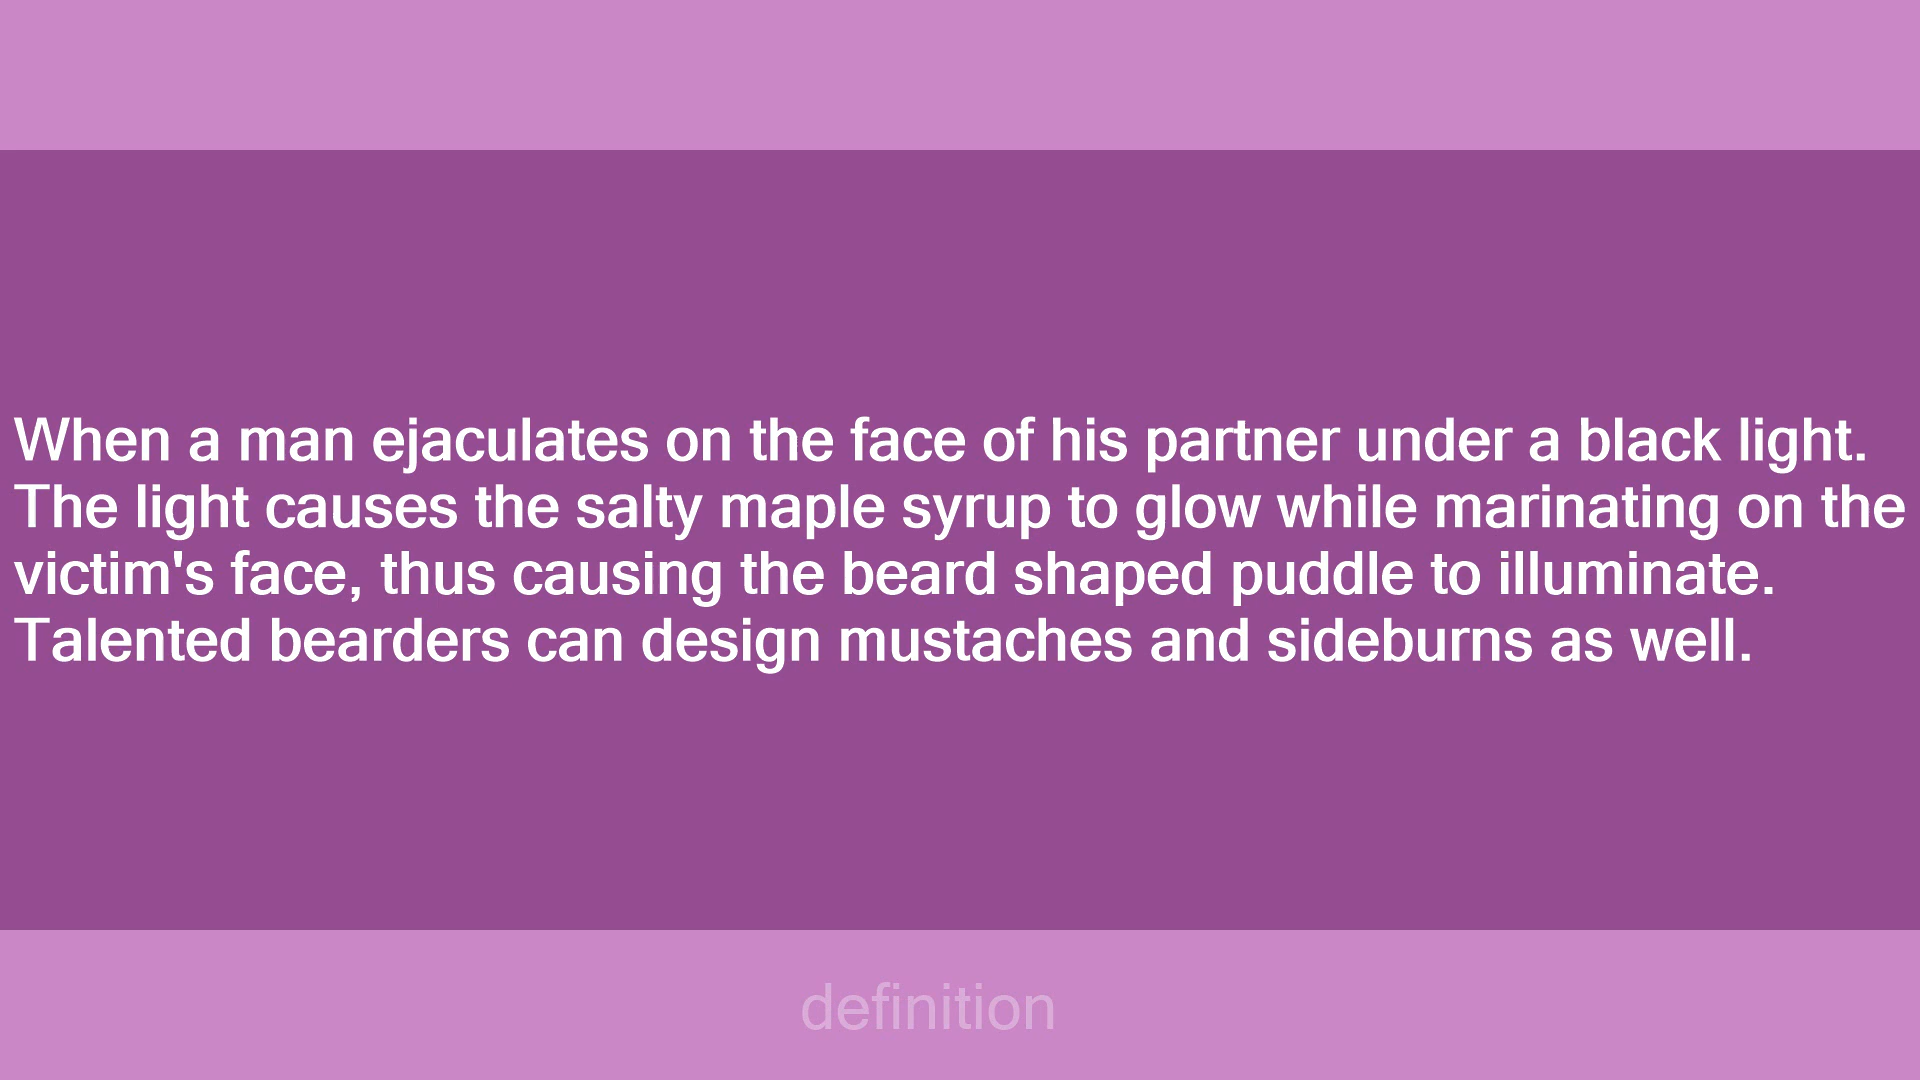 When a man ejaculates on the face of his partner under a black light.
The light causes the salty maple syrup to glow while marinating on the
victim's face, thus causing the beard shaped puddle to illuminate.
Talented bearders can design mustaches and sideburns as well.
definition